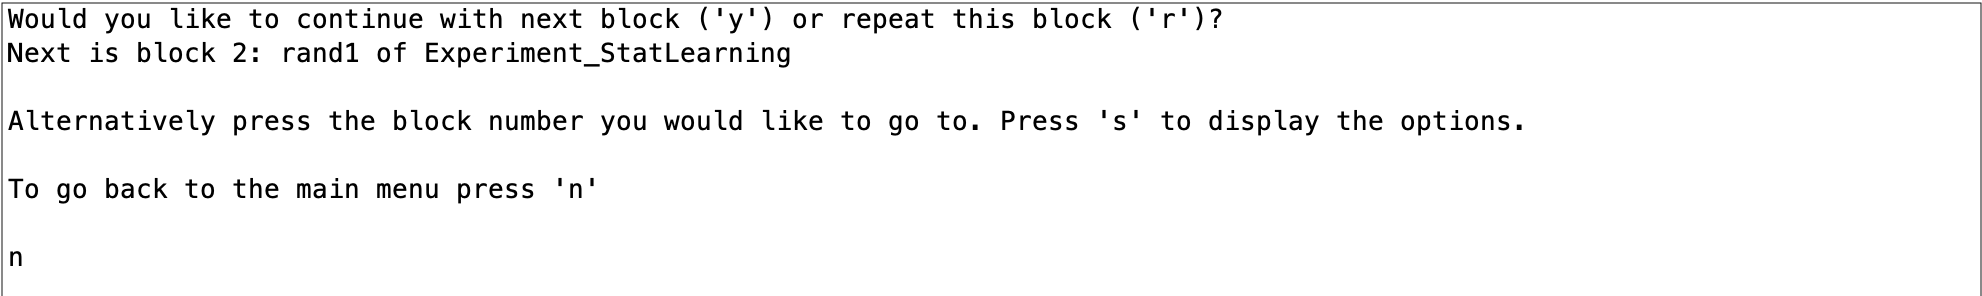 Would you like to continue with next block ('y') or repeat this block ('r')?
Next is block 2: rand1 of Experiment_StatLearning
Alternatively press the block number you would like to go to. Press 's' to display the options.
To go back to the main menu press 'n'
n